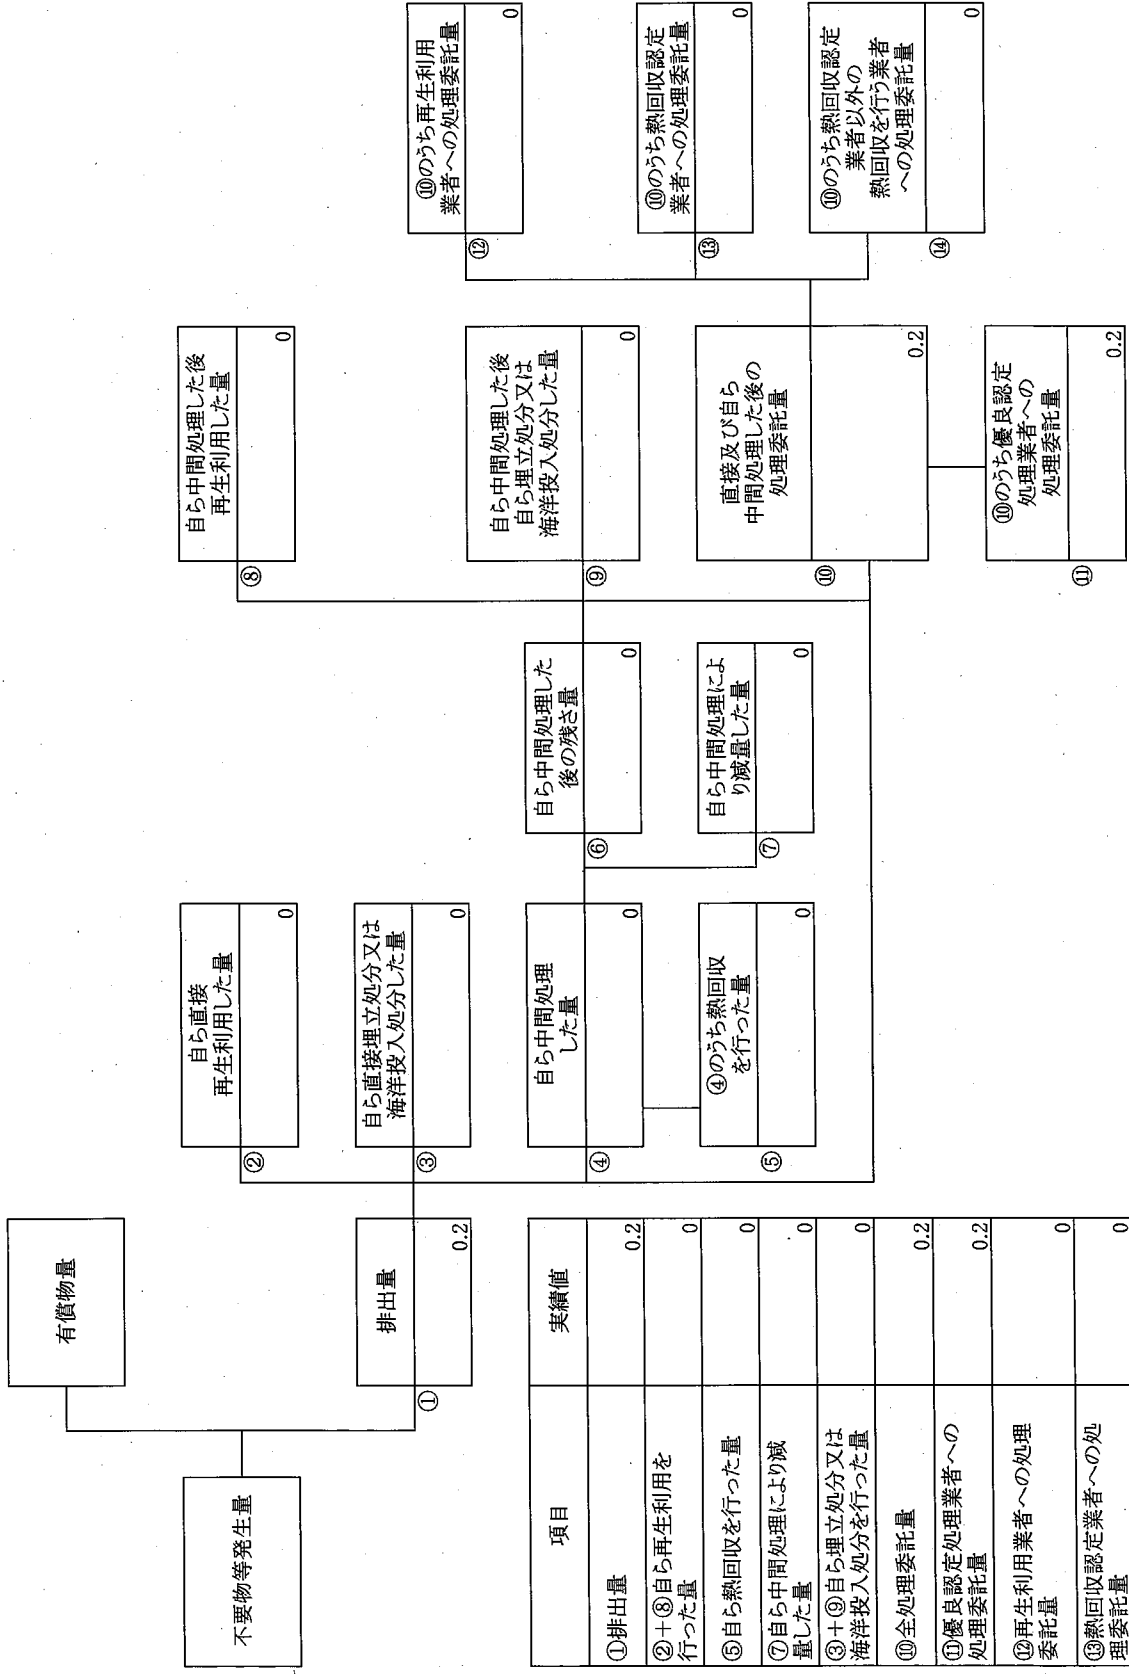 不要物等発生量
有償物量
①
排出量
0.2
②
自ら直接
再生利用した量
0
③
自ら直接埋立処分又は
海洋投入処分した量
0
④
自ら中間処理
した量
0
⑤
④のうち熱回収
を行った量
0
⑥
自ら中間処理した
後の残さ量
0
⑦
自ら中間処理によ
り減量した量
0
⑧
自ら中間処理した後
再生利用した量
0
⑨
自ら中間処理した後
自ら埋立処分又は
海洋投入処分した量
0
⑩
直接及び自ら
中間処理した後の
処理委託量
0.2
⑪
⑩のうち優良認定
処理業者への
処理委託量
0.2
⑫
⑩のうち再生利用
業者への処理委託量
0
⑬
⑩のうち熱回収認定
業者への処理委託量
0
⑭
⑩のうち熱回収認定
業者以外の
熱回収を行う業者
への処理委託量
0
項目
実績値
①排出量
0.2
②+⑧自ら再生利用を
行った量
0
⑤自ら熱回収を行った量
0
⑦自ら中間処理により減
量した量
0
③+⑨自ら埋立処分又は
海洋投入処分を行った量
0
⑩全処理委託量
0.2
⑪優良認定処理業者への
処理委託量
0.2
⑫再生利用業者への処理
委託量
0
⑬熱回収認定業者への処
理委託量
0